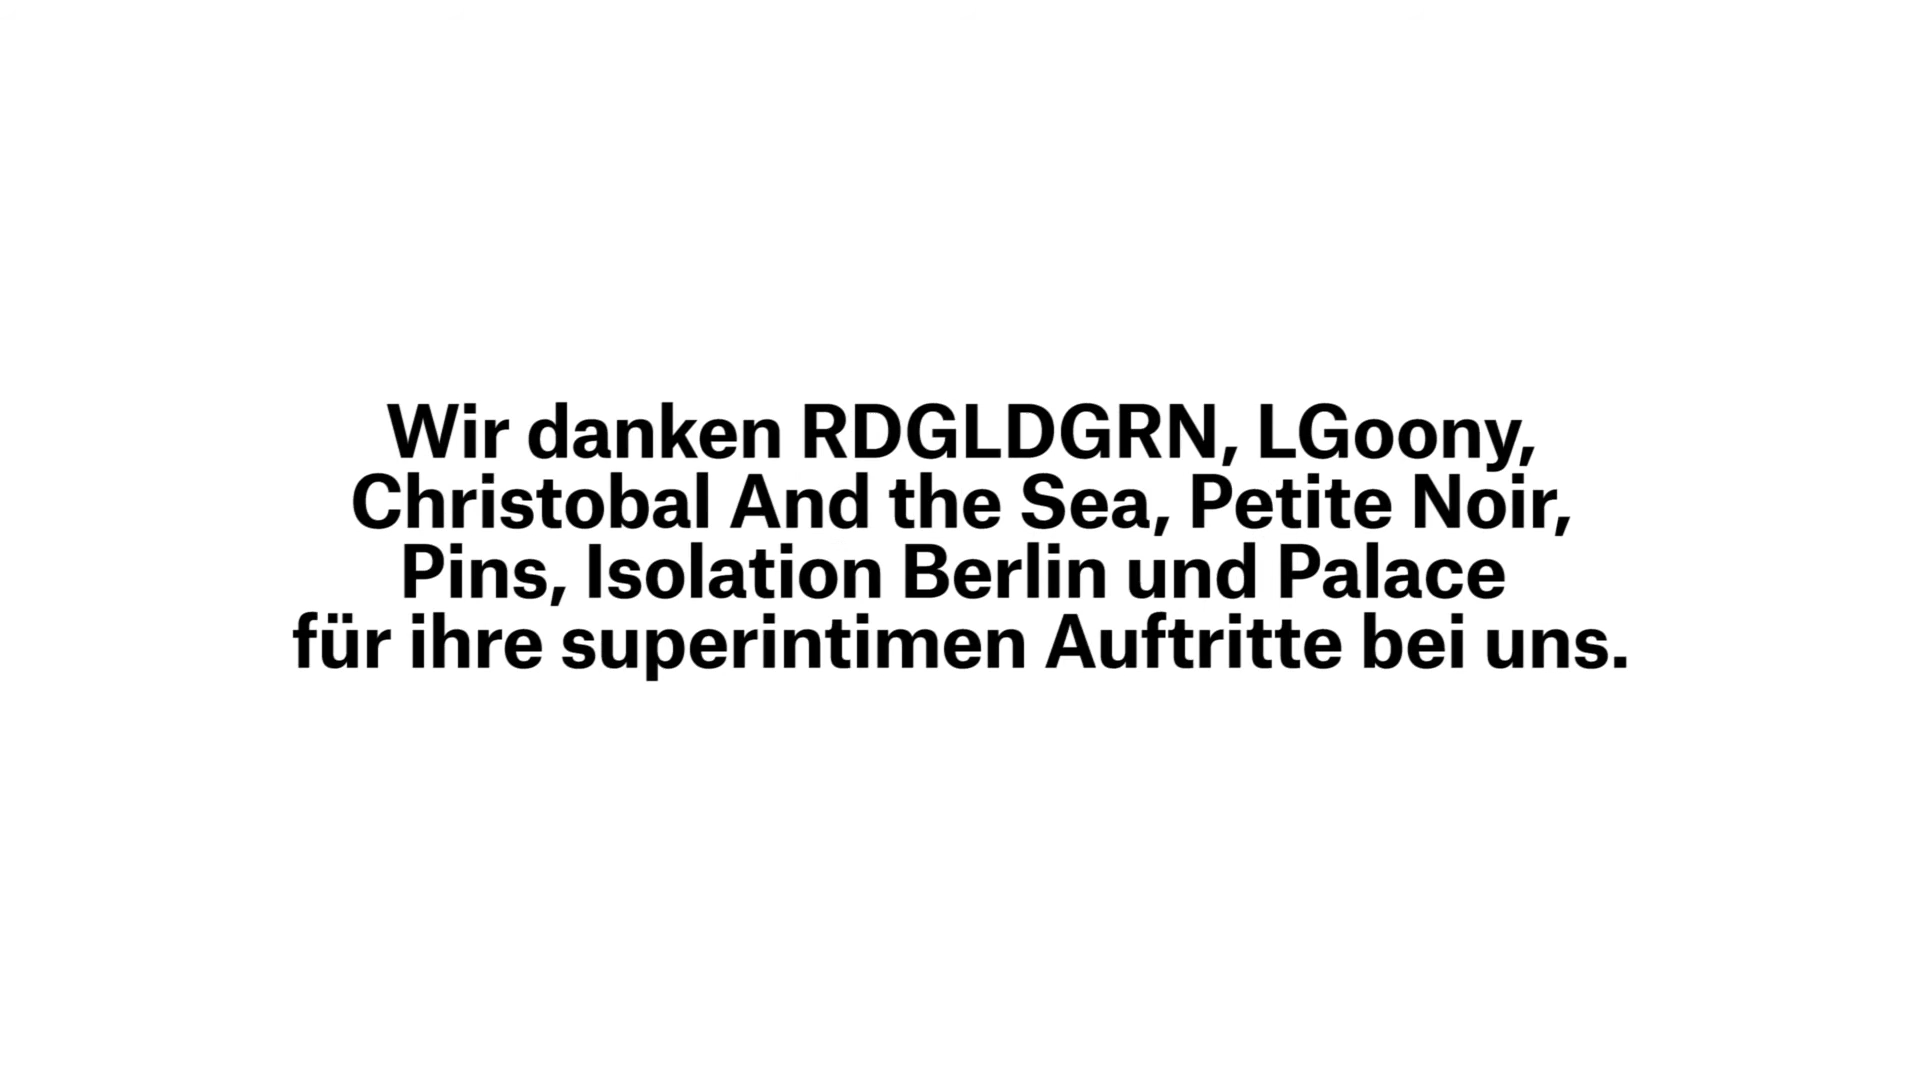 Wir danken RDGLDGRN, LGoony,
Christobal And the Sea, Petite Noir,
Pins, Isolation Berlin und Palace
für ihre superintimen Auftritte bei uns.